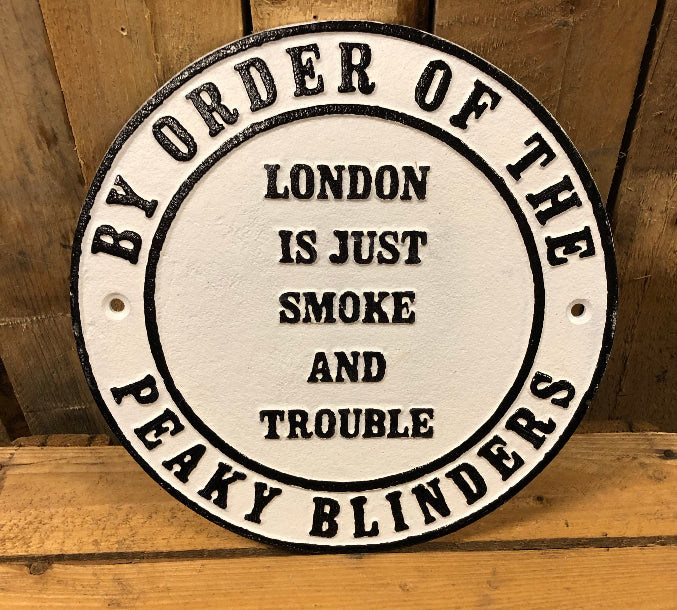 BY ORDER OF THE
LONDON
IS JUST
SMOKE
AND
TROUBLE
PEAKY BLINDERS